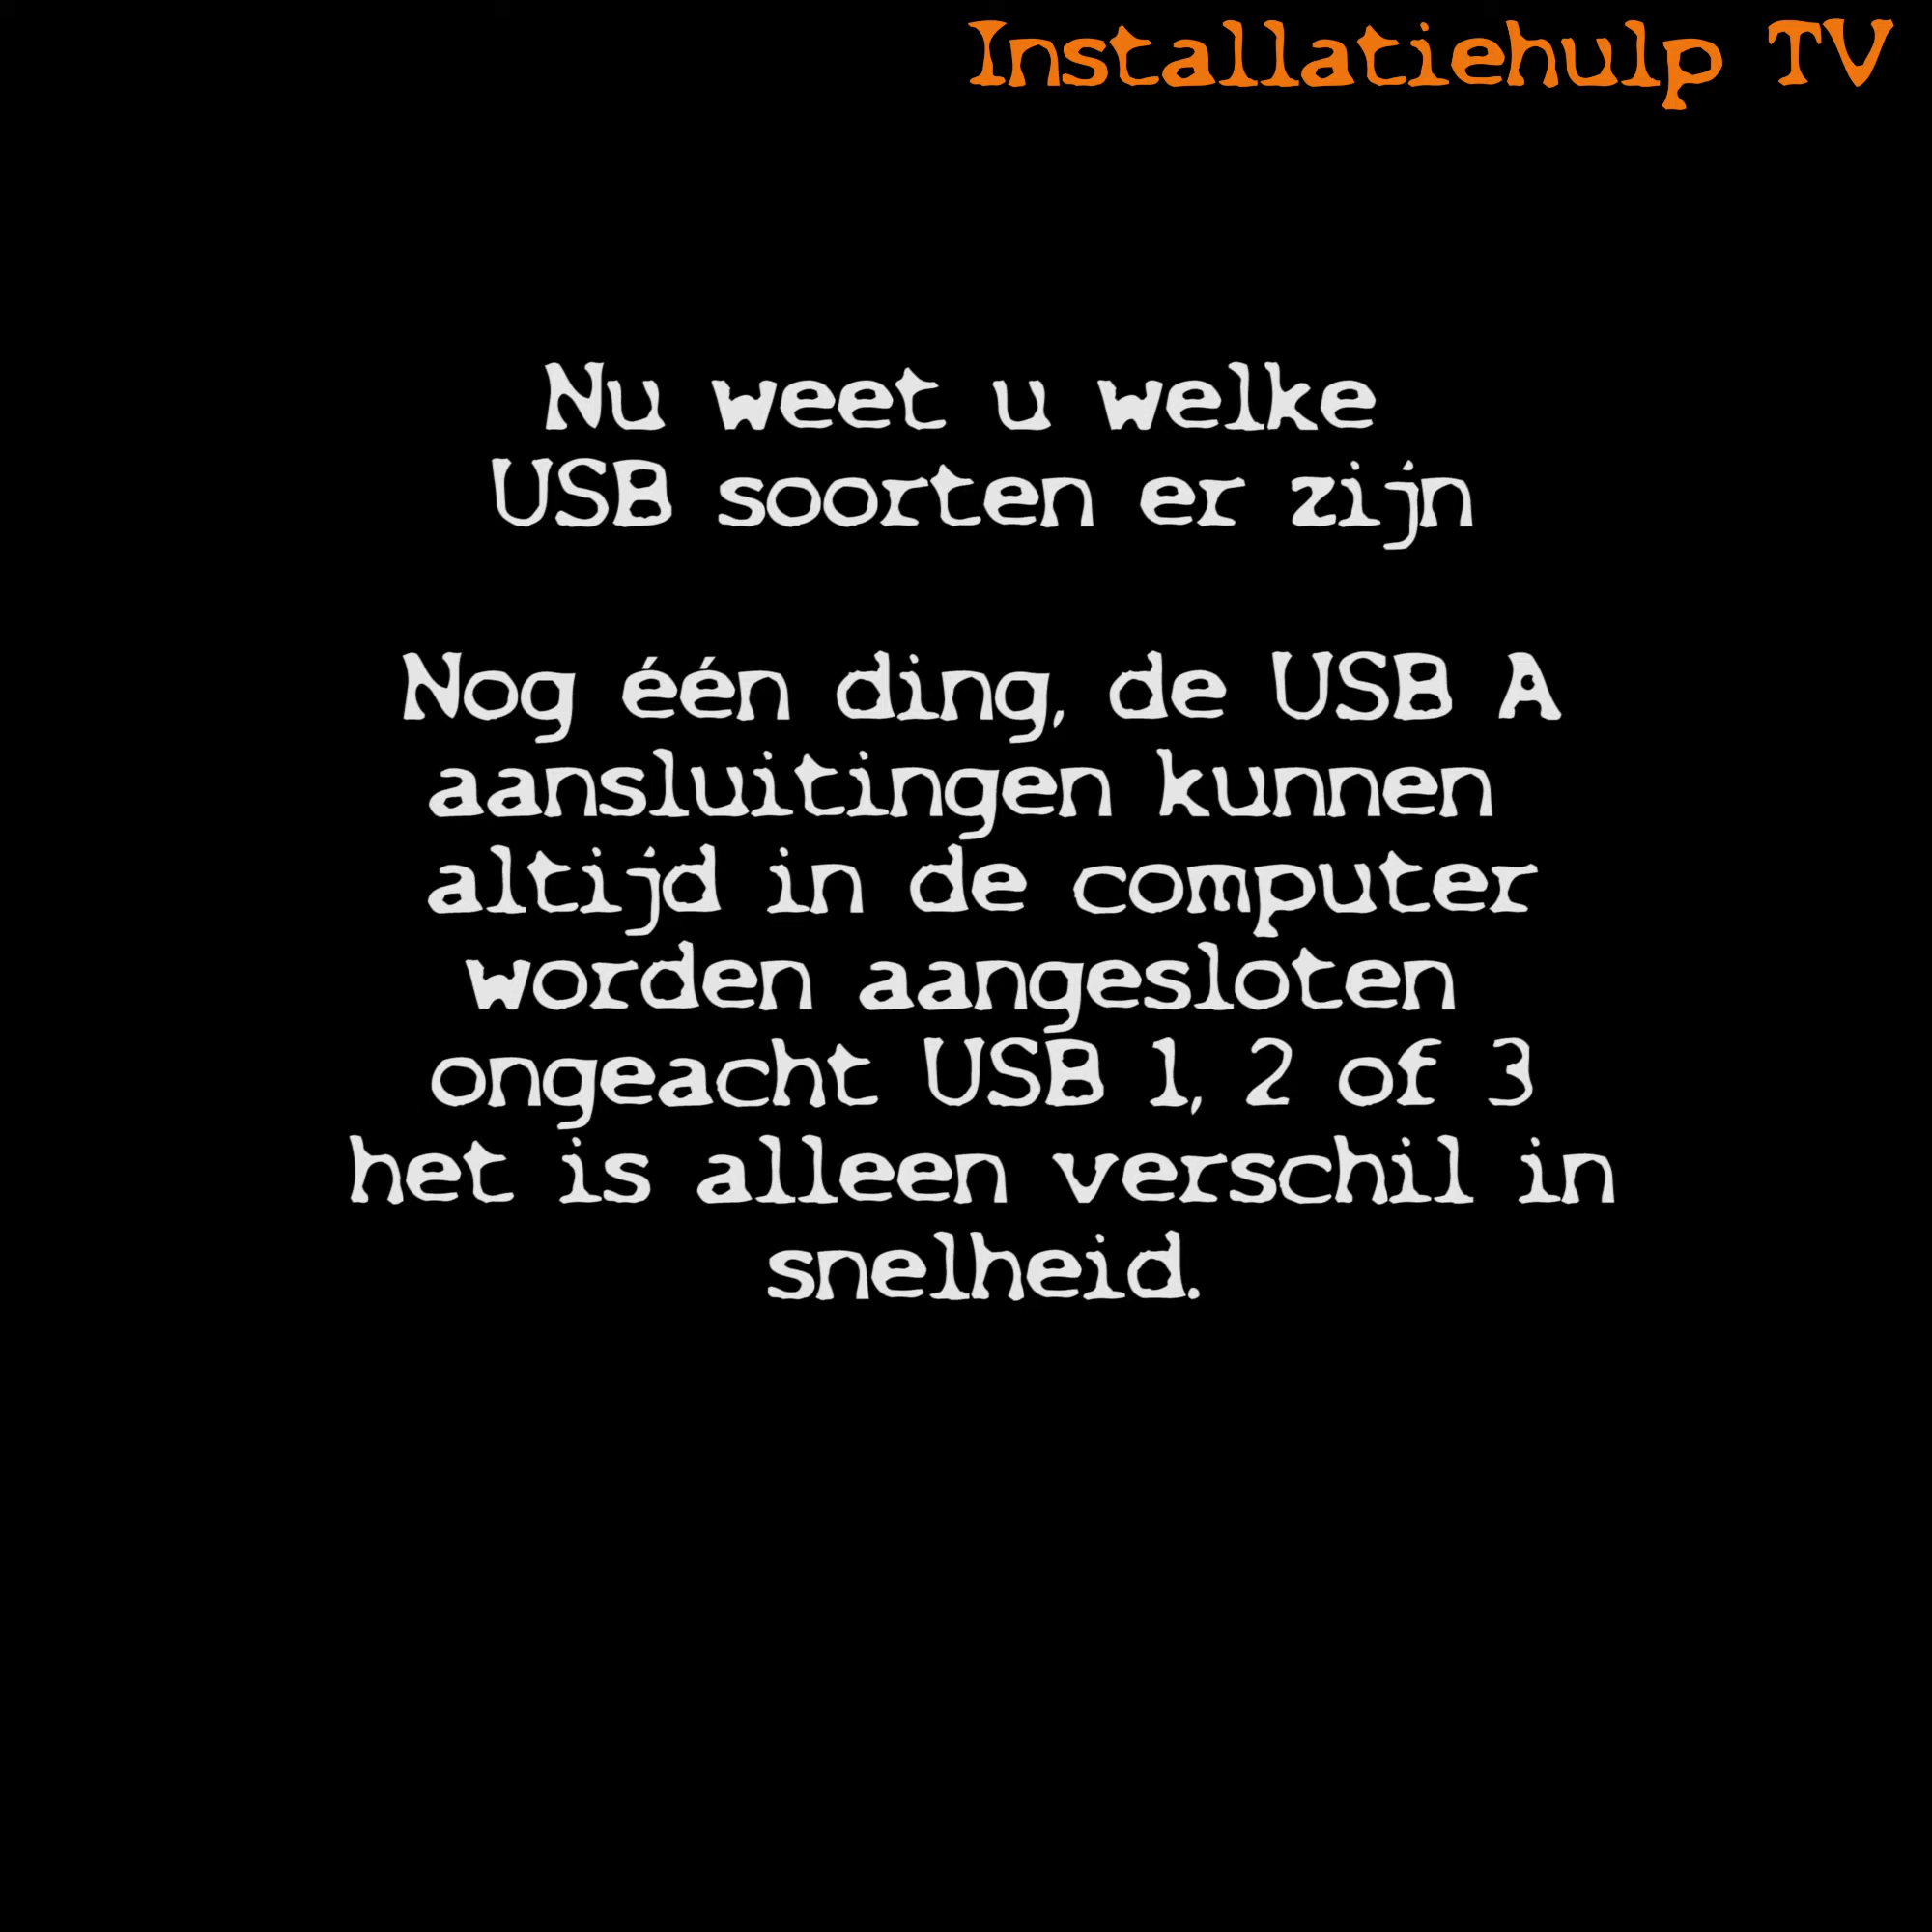 Installatiehulp TV
Nu weet u welke
USB soorten er zijn
Nog één ding, de USB A
aansluitingen kunnen
altijd in de computer
worden aangesloten
ongeacht USB 1, 2 of 3
het is alleen verschil in
snelheid.